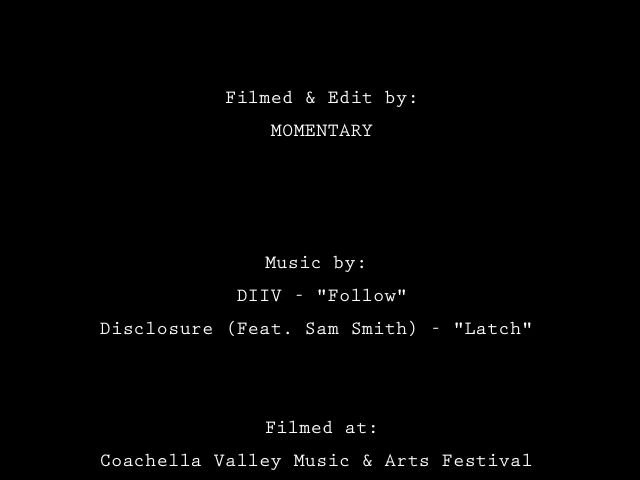 Filmed & Edit by:
MOMENTARY
Music by:
DIIV - "Follow"
Disclosure (Feat. Sam Smith) - "Latch"
Filmed at:
Coachella Valley Music & Arts Festival